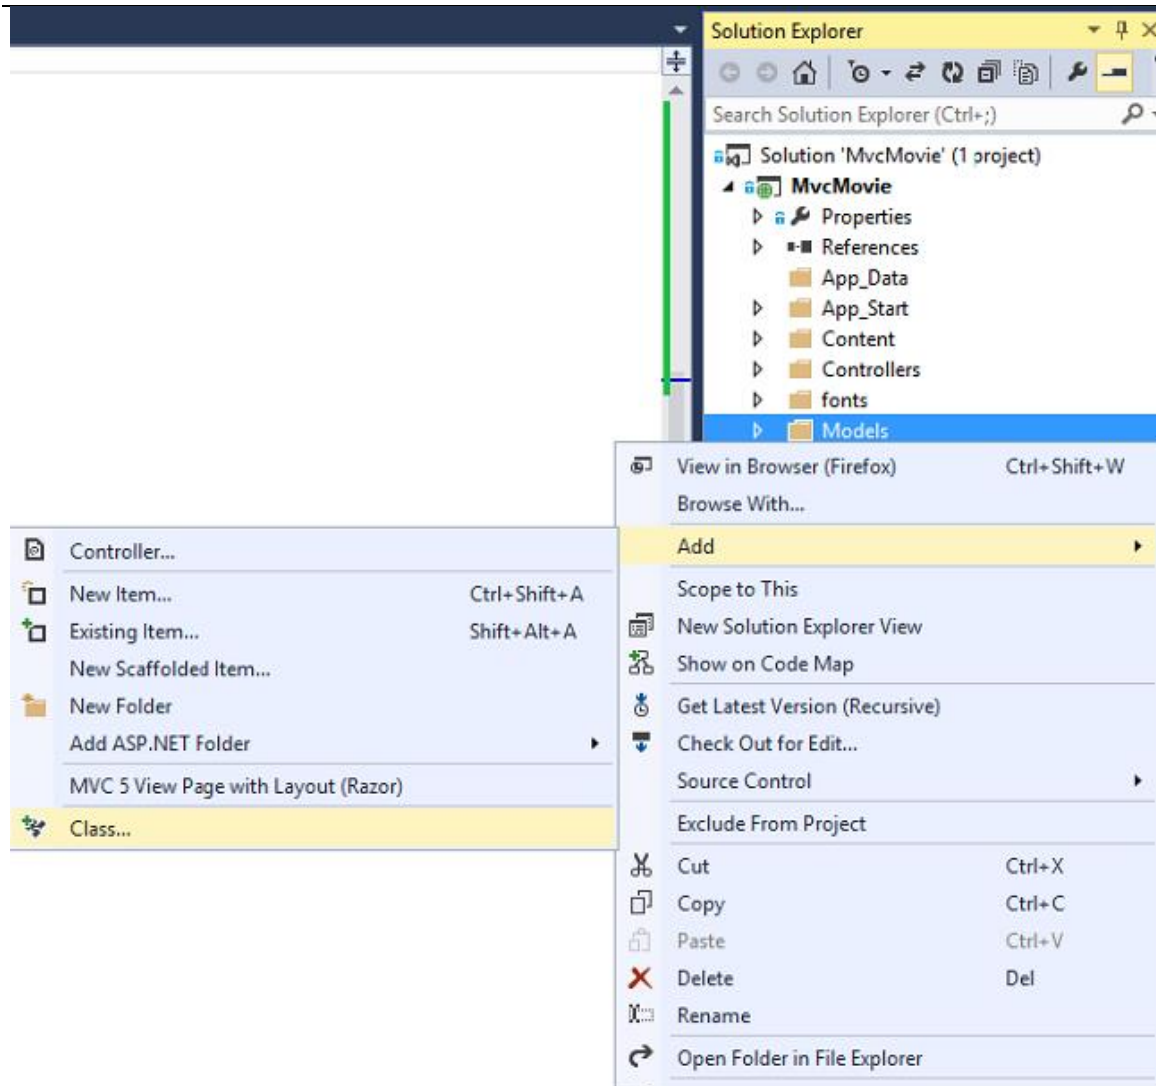 Solution Explorer
Search Solution Explorer (Ctrl+;)
Solution 'MvcMovie' (1 project)
MvcMovie
Properties
References
App_Data
App_Start
Content
Controllers
fonts
Models
View in Browser (Firefox) Ctrl+Shift+W
Browse With...
Add
Scope to This
New Solution Explorer View
Show on Code Map
Get Latest Version (Recursive)
Check Out for Edit...
Source Control
Exclude From Project
Cut Ctrl+X
Copy Ctrl+C
Paste Ctrl+V
Delete Del
Rename
Open Folder in File Explorer
Controller...
New Item... Ctrl+Shift+A
Existing Item... Shift+Alt+A
New Scaffolded Item...
New Folder
Add ASP.NET Folder
MVC 5 View Page with Layout (Razor)
Class...